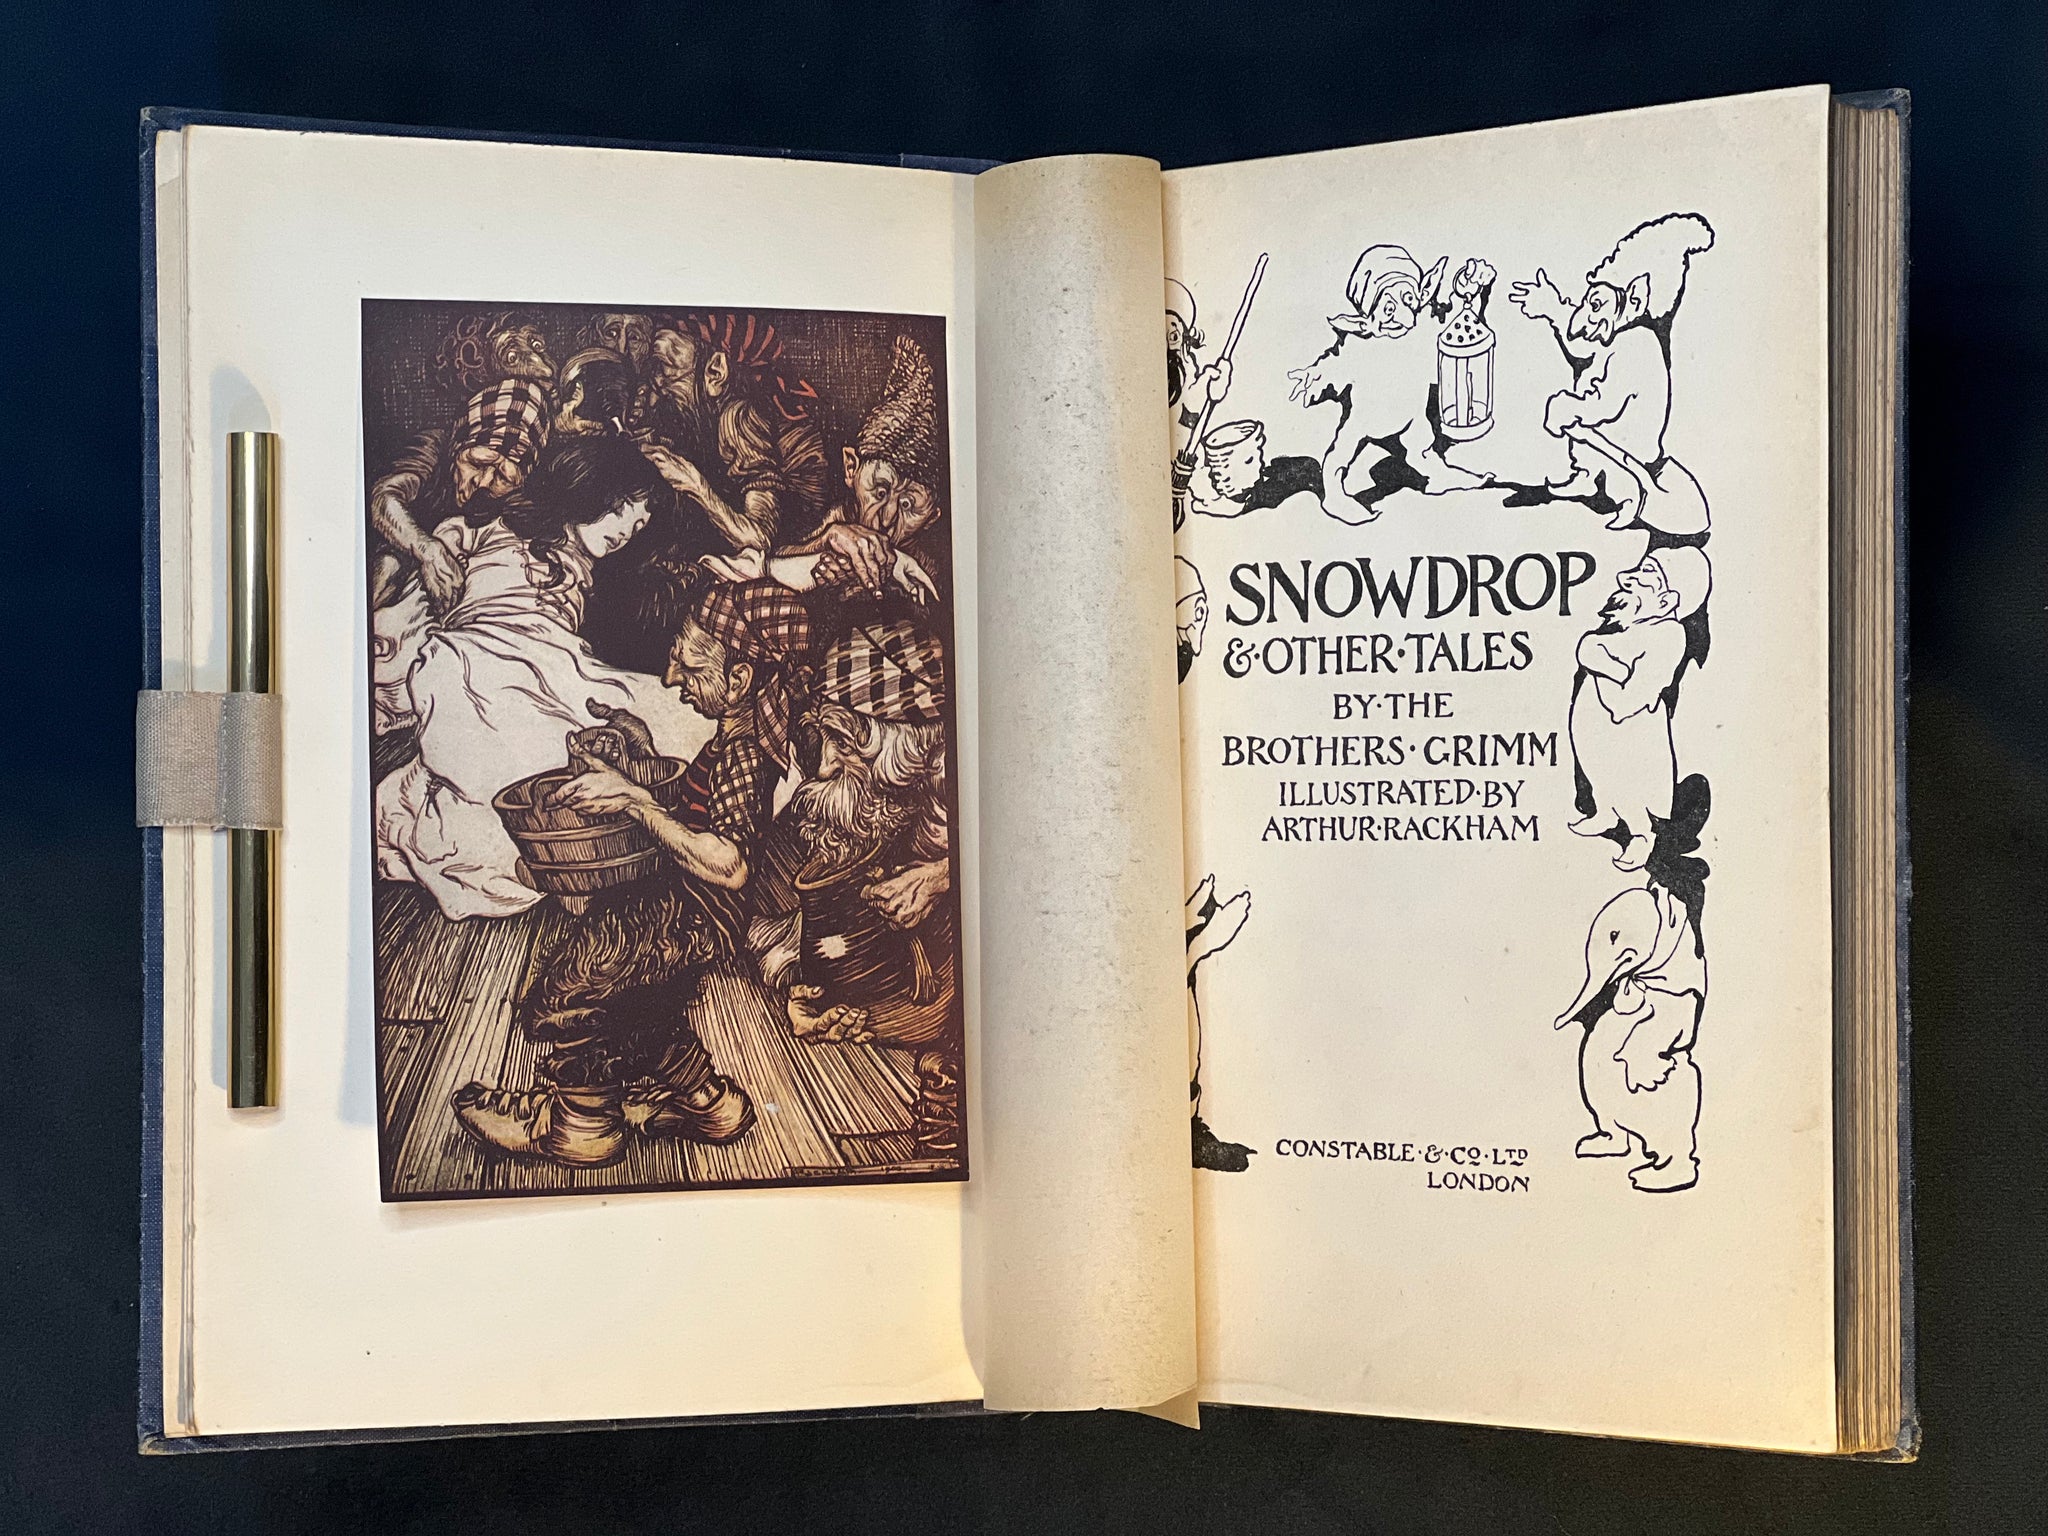 SNOWDROP
&·OTHER·TALES
BY·THE
BROTHERS·GRIMM
ILLUSTRATED·BY
ARTHUR·RACKHAM
CONSTABLE·&·Cº·LTD
LONDON